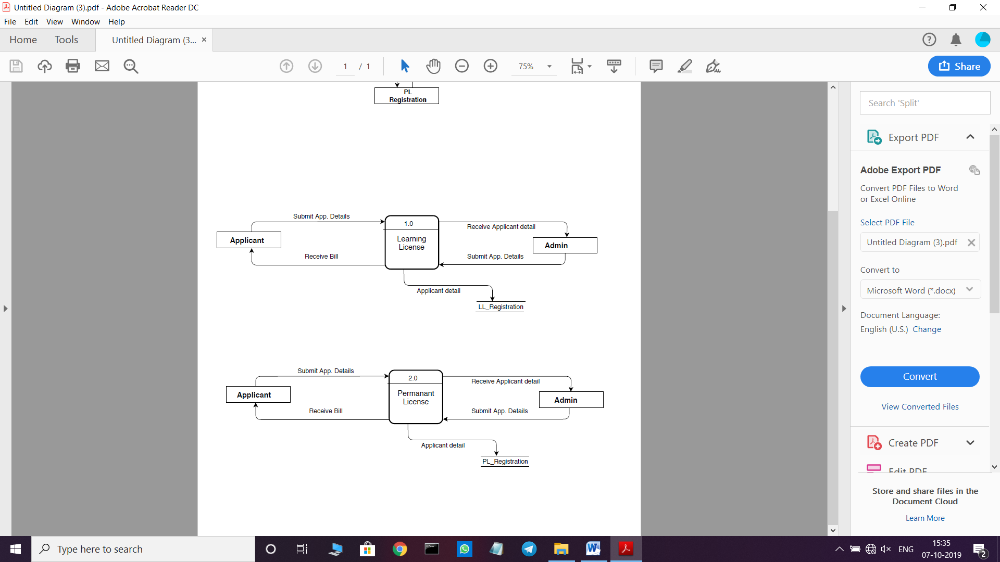 Untitled Diagram (3).pdf - Adobe Acrobat Reader DC
File Edit View Window Help
Home Tools Untitled Diagram (3...
1 / 1 75% Share
PL
Registration
Submit App. Details
1.0
Receive Applicant detail
Applicant
Learning
License
Admin
Receive Bill
Submit App. Details
Applicant detail
LL_Registration
Submit App. Details
2.0
Receive Applicant detail
Applicant
Permanant
License
Admin
Receive Bill
Submit App. Details
Applicant detail
PL_Registration
Search 'Split'
Export PDF
Adobe Export PDF
Convert PDF Files to Word
or Excel Online
Select PDF File
Untitled Diagram (3).pdf
Convert to
Microsoft Word (*.docx)
Document Language:
English (U.S.) Change
Convert
View Converted Files
Create PDF
Edit PDF
Store and share files in the
Document Cloud
Learn More
Type here to search
ENG
15:35
07-10-2019
2